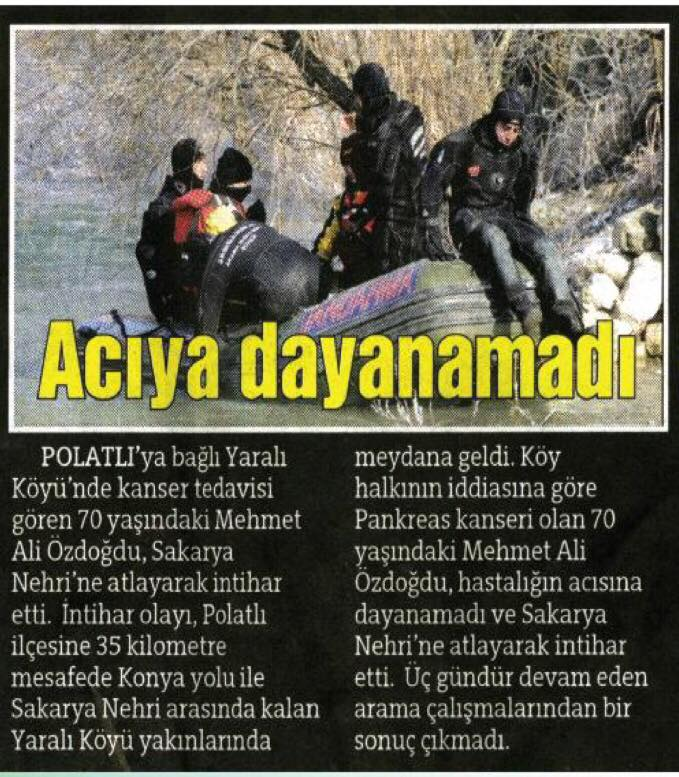 Acıya dayanamadı
POLATLI'ya bağlı Yaralı
Köyü'nde kanser tedavisi
gören 70 yaşındaki Mehmet
Ali Özdoğdu, Sakarya
Nehri'ne atlayarak intihar
etti. İntihar olayı, Polatlı
ilçesine 35 kilometre
mesafede Konya yolu ile
Sakarya Nehri arasında kalan
Yaralı Köyü yakınlarında
meydana geldi. Köy
halkının iddiasına göre
Pankreas kanseri olan 70
yaşındaki Mehmet Ali
Özdoğdu, hastalığın acısına
dayanamadı ve Sakarya
Nehri'ne atlayarak intihar
etti. Üç gündür devam eden
arama çalışmalarından bir
sonuç çıkmadı.